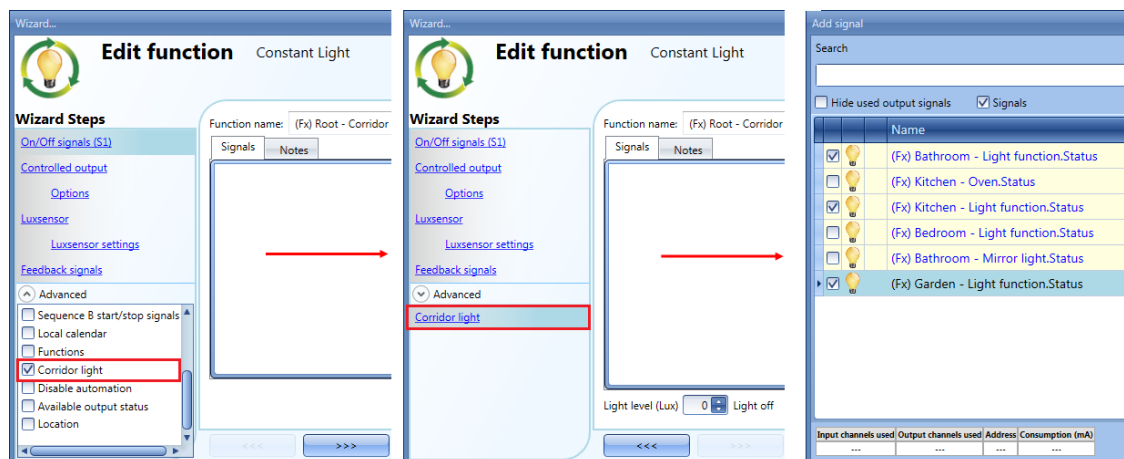 Wizard...
Edit function Constant Light
Wizard Steps
On/Off signals (S1)
Controlled output
Options
Luxsensor
Luxsensor settings
Feedback signals
Advanced
Sequence B start/stop signals
Local calendar
Functions
Corridor light
Disable automation
Available output status
Location
Function name: (Fx) Root - Corridor
Signals Notes
<<< >>>
Wizard...
Edit function Constant Light
Wizard Steps
On/Off signals (S1)
Controlled output
Options
Luxsensor
Luxsensor settings
Feedback signals
Advanced
Corridor light
Function name: (Fx) Root - Corridor
Signals Notes
Light level (Lux) 0 Light off
<<< >>>
Add signal
Search
Hide used output signals Signals
Name
(Fx) Bathroom - Light function.Status
(Fx) Kitchen - Oven.Status
(Fx) Kitchen - Light function.Status
(Fx) Bedroom - Light function.Status
(Fx) Bathroom - Mirror light.Status
(Fx) Garden - Light function.Status
Input channels used Output channels used Address Consumption (mA)
--- --- --- ---